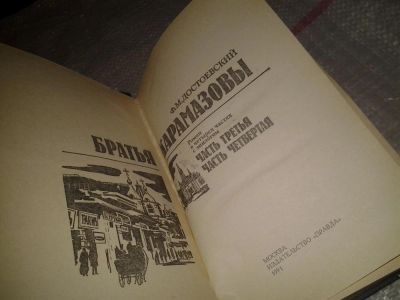 БРАТЬЯ
Ф.М.ДОСТОЕВСКИЙ
КАРАМАЗОВЫ
Роман
в четырех частях
с эпилогом
ЧАСТЬ ТРЕТЬЯ
ЧАСТЬ ЧЕТВЕРТАЯ
МОСКВА
ИЗДАТЕЛЬСТВО «ПРАВДА»
1991